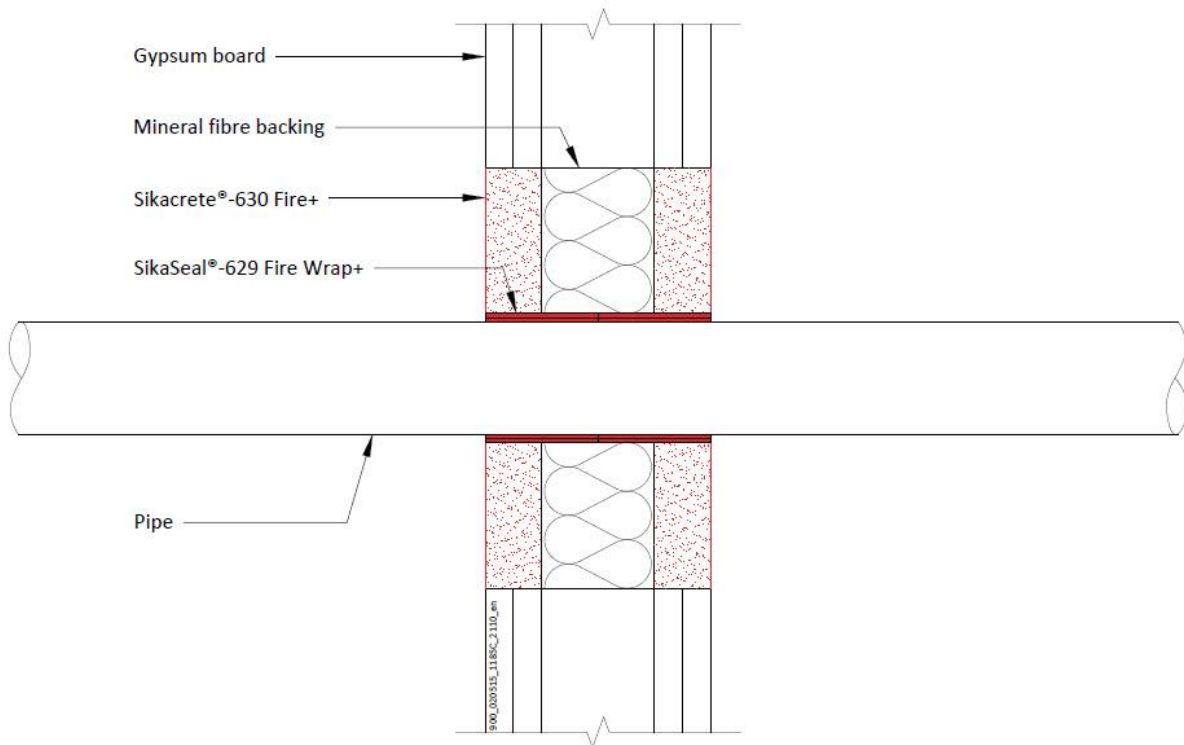 Gypsum board
Mineral fibre backing
Sikacrete®-630 Fire+
SikaSeal®-629 Fire Wrap+
Pipe
900_020515_1185C_2110_en